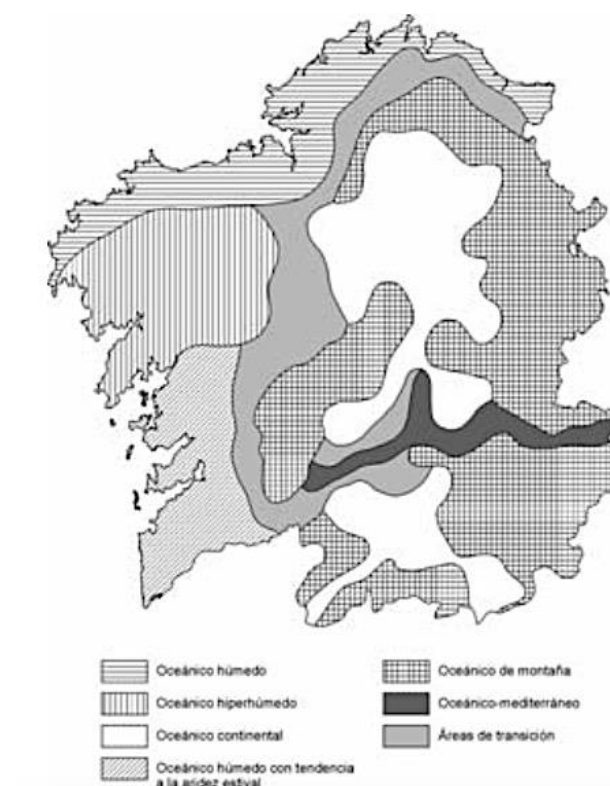 Oceánico húmedo
Oceánico hiperhúmedo
Oceánico continental
Oceánico húmedo con tendencia
a la aridez estival
Oceánico de montaña
Oceánico-mediterráneo
Áreas de transición